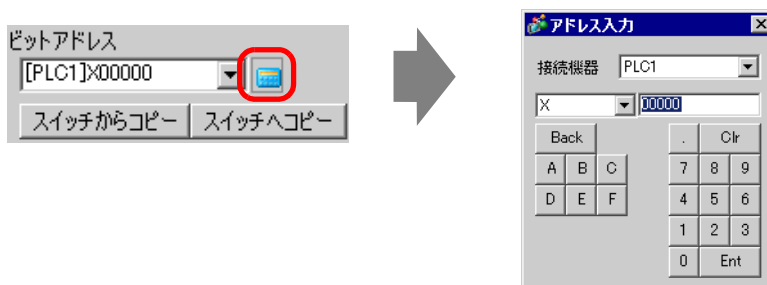 ビットアドレス
[PLC1]X00000
スイッチからコピー スイッチへコピー
アドレス入力
接続機器 PLC1
X 00000
Back . Clr
A B C 7 8 9
D E F 4 5 6
1 2 3
0 Ent